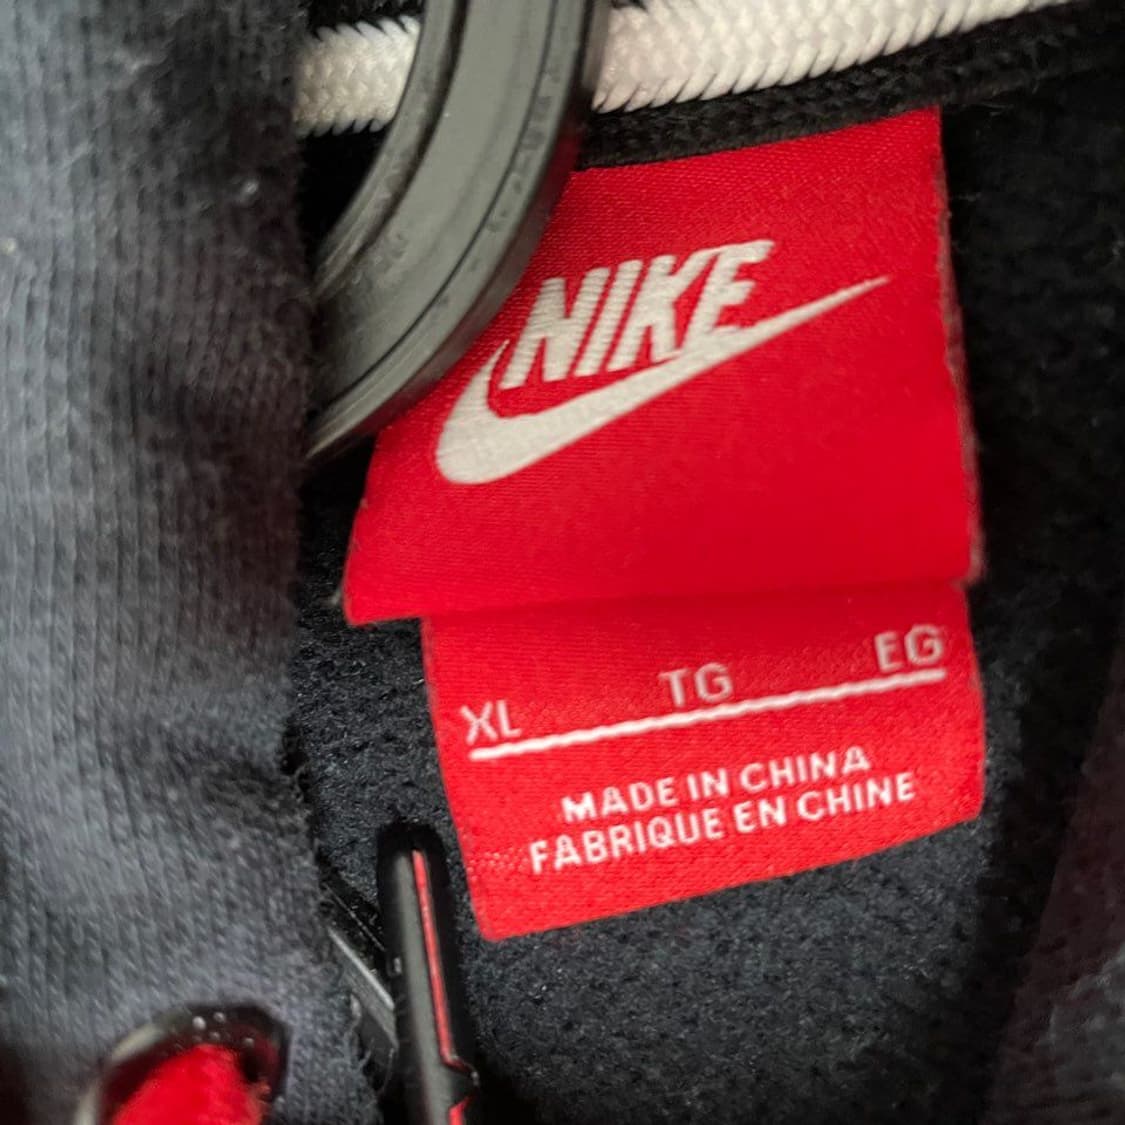 NIKE
XL TG EG
MADE IN CHINA
FABRIQUE EN CHINE